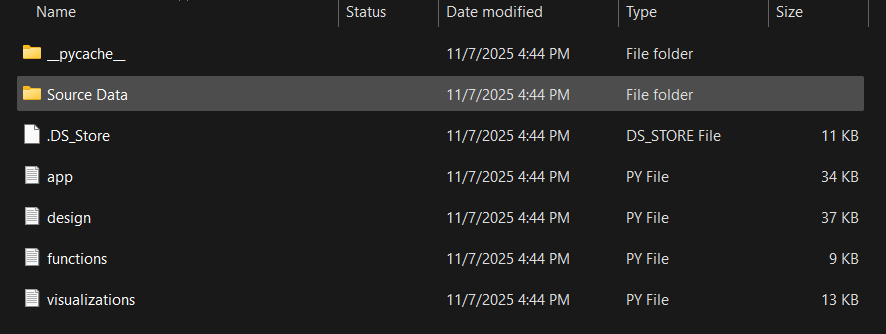 Name Status Date modified Type Size
__pycache__ 11/7/2025 4:44 PM File folder
Source Data 11/7/2025 4:44 PM File folder
.DS_Store 11/7/2025 4:44 PM DS_STORE File 11 KB
app 11/7/2025 4:44 PM PY File 34 KB
design 11/7/2025 4:44 PM PY File 37 KB
functions 11/7/2025 4:44 PM PY File 9 KB
visualizations 11/7/2025 4:44 PM PY File 13 KB